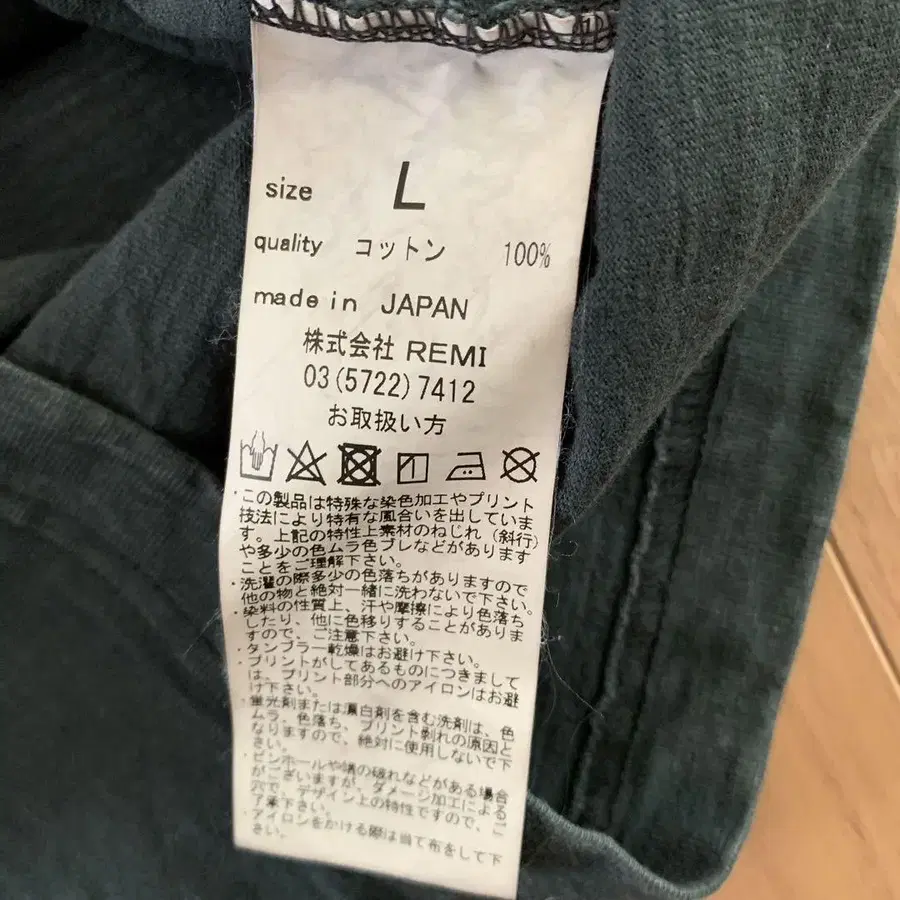 size L
quality コットン 100%
made in JAPAN
株式会社 REMI
03(5722)7412
お取扱い方
・この製品は特殊な染色加工やプリント
技法により特有な風合いを出していま
す。上記の特性上素材のねじれ（斜行）
や多少の色ムラ色ブレなどがあります
ことをご理解下さい。
・洗濯の際多少の色落ちがありますので
他の物と絶対一緒に洗わないで下さい。
・染料の性質上、汗や摩擦により色落ち
したり、他に色移りすることがありま
すので、ご注意下さい。
・タンブラー乾燥はお避け下さい。
・プリントがしてあるものにつきまして
は、プリント部分へのアイロンはお避
け下さい。
・蛍光剤または漂白剤を含む洗剤は、色
ムラ、色落ち、プリント剥れの原因と
なりますので、絶対に使用しないで下
さい。
・ピンホールや端の破れなどがある場合
がございますが、ダメージ加工による
穴で、デザイン上の特性ですので、ご
了承下さい。
・アイロンをかける際は当て布をして下
さい。